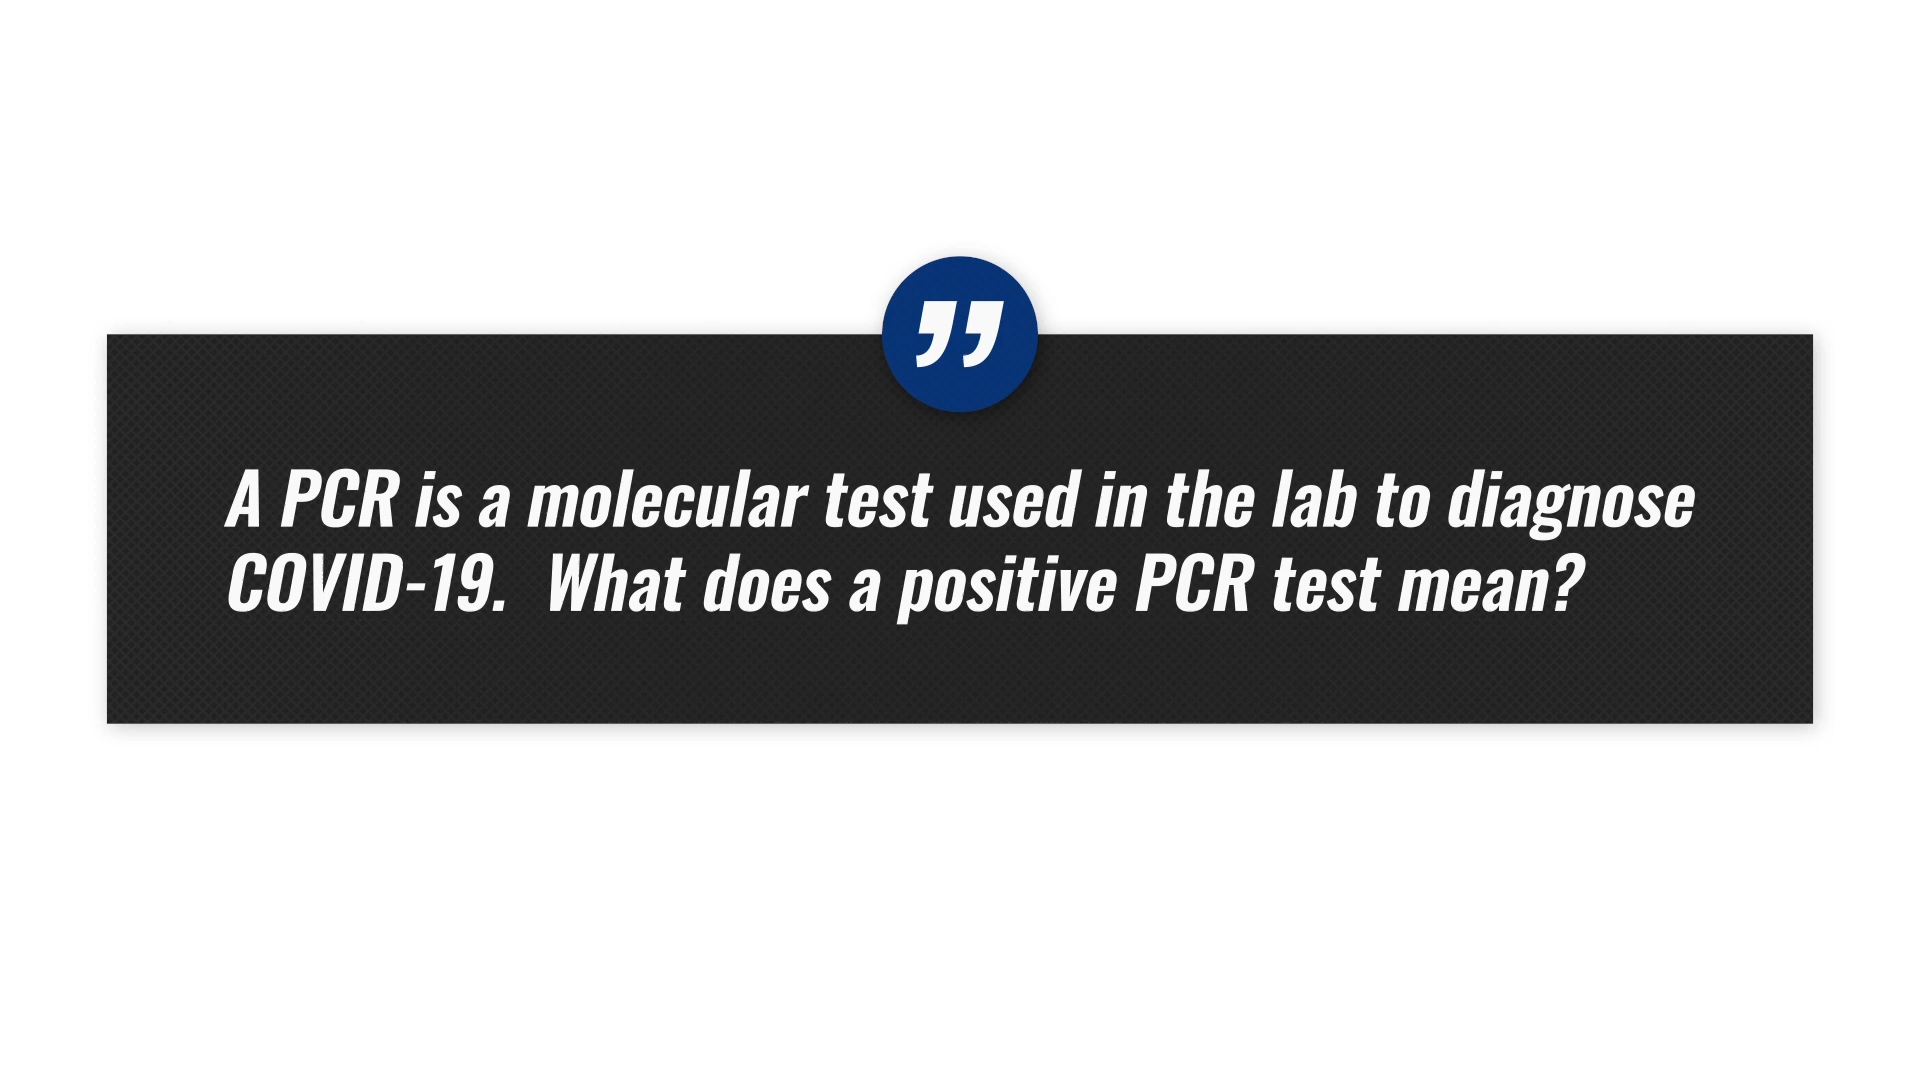 ”
A PCR is a molecular test used in the lab to diagnose
COVID-19.  What does a positive PCR test mean?